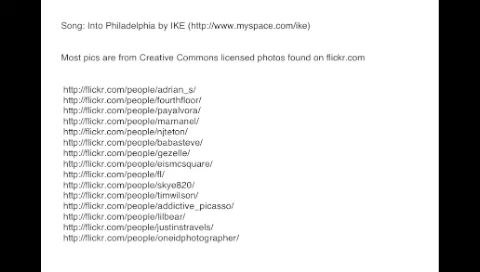 Song: Into Philadelphia by IKE (http://www.myspace.com/ike)
Most pics are from Creative Commons licensed photos found on flickr.com
http://flickr.com/people/adrian_s/
http://flickr.com/people/fourthfloor/
http://flickr.com/people/payalvora/
http://flickr.com/people/marnanel/
http://flickr.com/people/njteton/
http://flickr.com/people/babasteve/
http://flickr.com/people/gezelle/
http://flickr.com/people/eismcsquare/
http://flickr.com/people/fl/
http://flickr.com/people/skye820/
http://flickr.com/people/timwilson/
http://flickr.com/people/addictive_picasso/
http://flickr.com/people/lilbear/
http://flickr.com/people/justinstravels/
http://flickr.com/people/oneidphotographer/